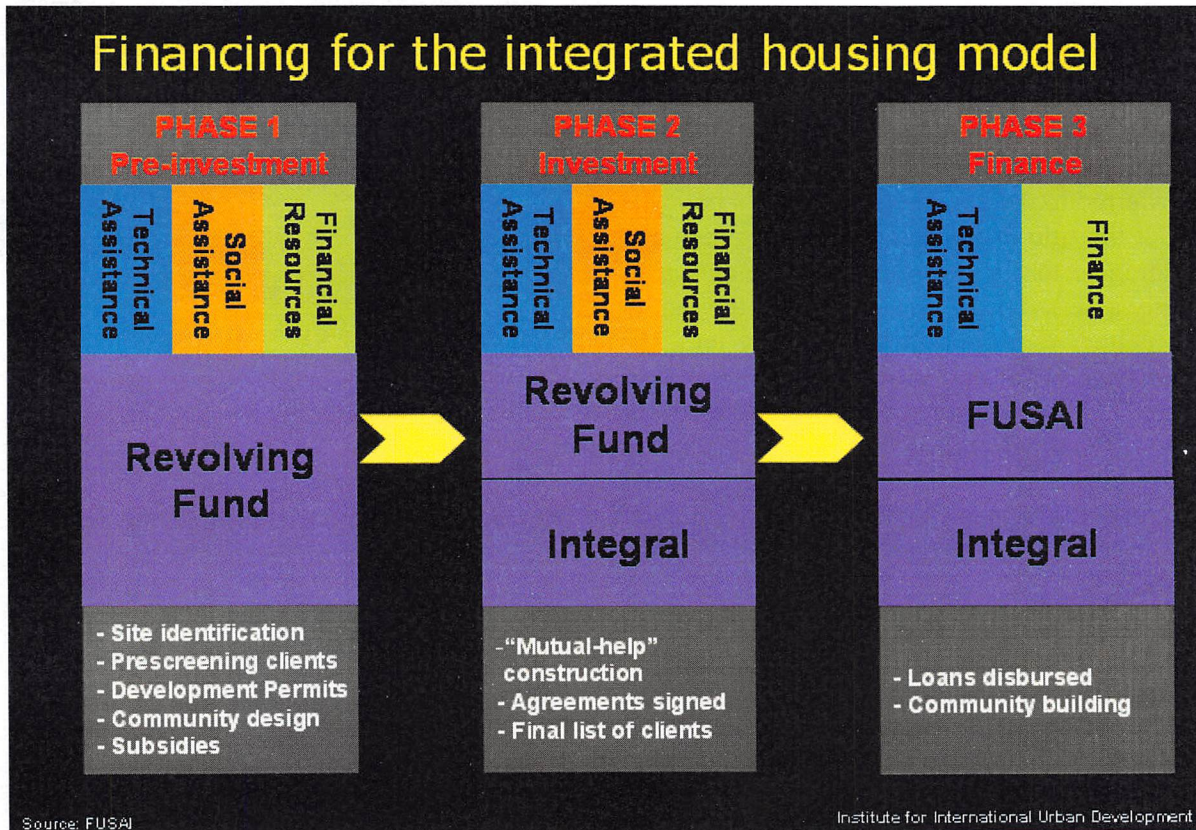 Financing for the integrated housing model
PHASE 1
Pre-investment
Technical
Assistance
Social
Assistance
Financial
Resources
Revolving
Fund
- Site identification
- Prescreening clients
- Development Permits
- Community design
- Subsidies
PHASE 2
Investment
Technical
Assistance
Social
Assistance
Financial
Resources
Revolving
Fund
Integral
-"Mutual-help"
construction
- Agreements signed
- Final list of clients
PHASE 3
Finance
Technical
Assistance
Finance
FUSAI
Integral
- Loans disbursed
- Community building
Source: FUSAI
Institute for International Urban Development